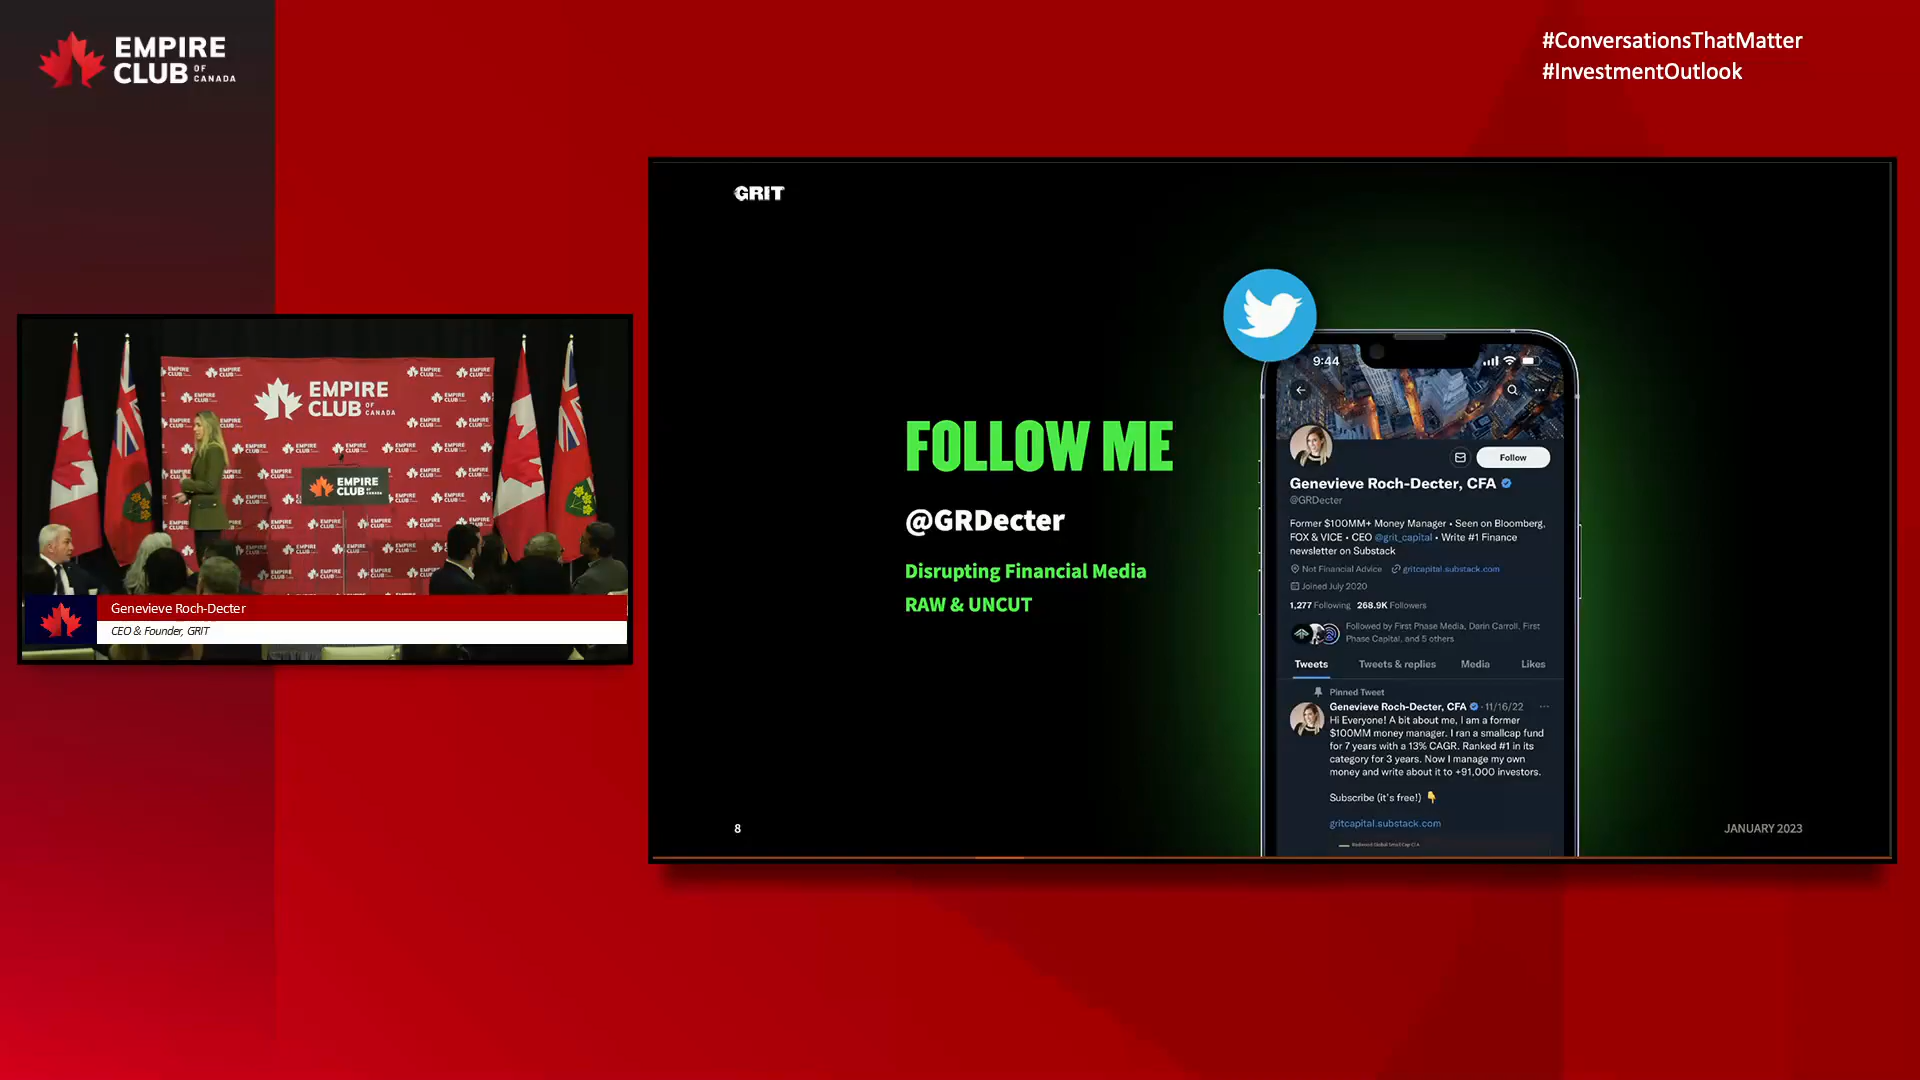 EMPIRE
CLUB OF CANADA
#ConversationsThatMatter
#InvestmentOutlook
EMPIRE
CLUB OF CANADA
EMPIRE
CLUB OF CANADA
Genevieve Roch-Decter
CEO & Founder, GRIT
GRIT
FOLLOW ME
@GRDecter
Disrupting Financial Media
RAW & UNCUT
9:44
Follow
Genevieve Roch-Decter, CFA
@GRDecter
Former $100MM+ Money Manager • Seen on Bloomberg,
FOX & VICE • CEO @grit_capital • Write #1 Finance
newsletter on Substack
Not Financial Advice gritcapital.substack.com
Joined July 2020
1,277 Following 268.9K Followers
Followed by First Phase Media, Darin Carroll, First
Phase Capital, and 5 others
Tweets Tweets & replies Media Likes
Pinned Tweet
Genevieve Roch-Decter, CFA · 11/16/22 ···
Hi Everyone! A bit about me, I am a former
$100MM money manager. I ran a smallcap fund
for 7 years with a 13% CAGR. Ranked #1 in its
category for 3 years. Now I manage my own
money and write about it to +91,000 investors.
Subscribe (it's free!) 👇
gritcapital.substack.com
8
JANUARY 2023